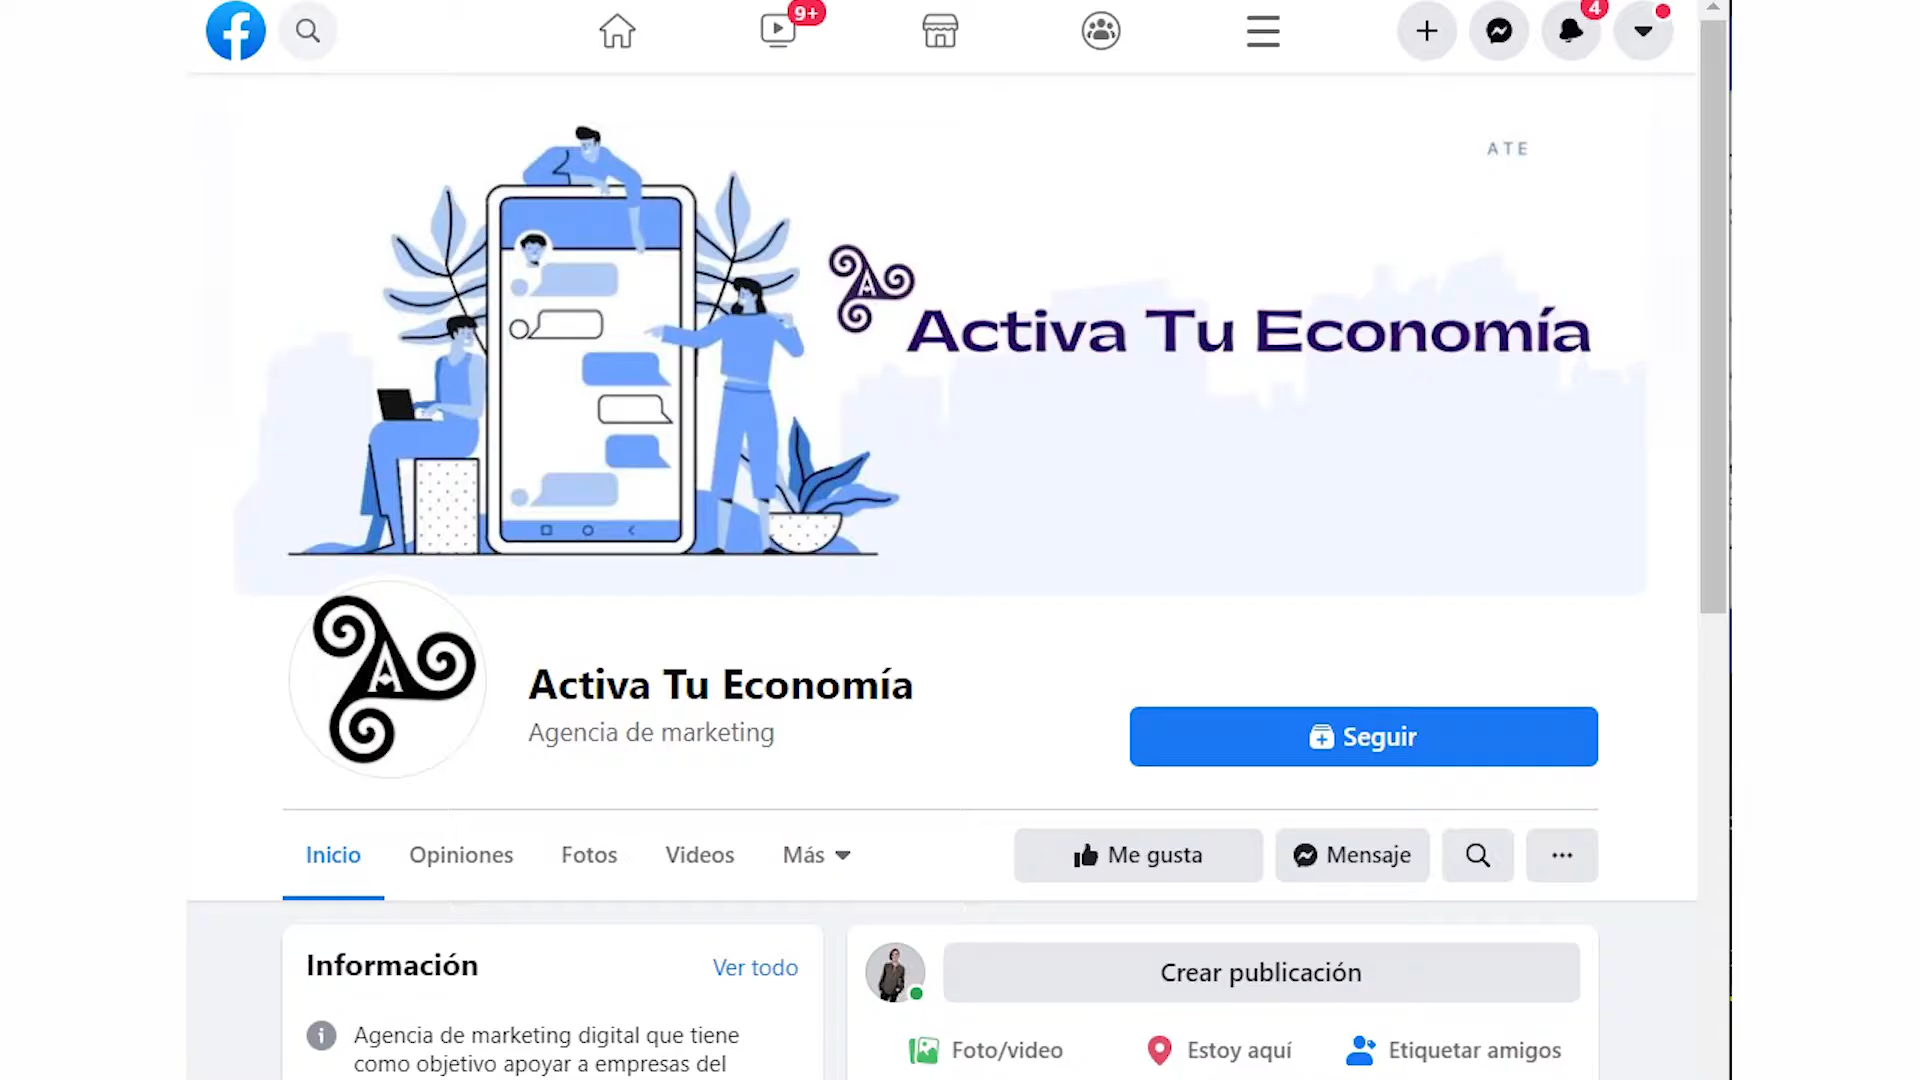 9+
4
ATE
Activa Tu Economía
Activa Tu Economía
Agencia de marketing
Seguir
Inicio
Opiniones
Fotos
Videos
Más
Me gusta
Mensaje
Información
Ver todo
Crear publicación
Agencia de marketing digital que tiene
como objetivo apoyar a empresas del
Foto/video
Estoy aquí
Etiquetar amigos